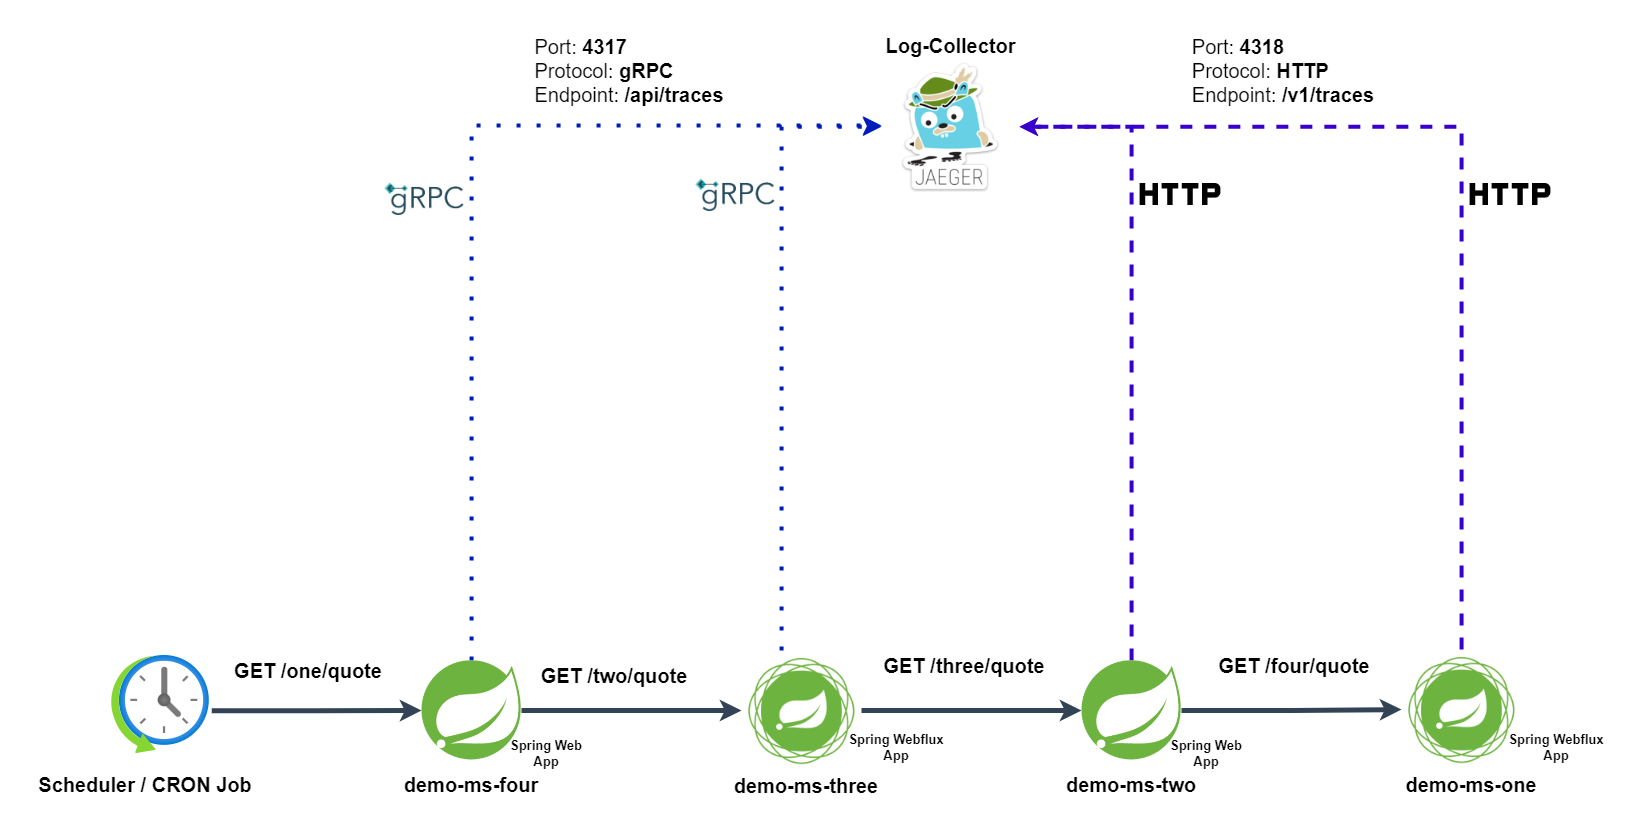 Port: 4317
Protocol: gRPC
Endpoint: /api/traces
Log-Collector
JAEGER
Port: 4318
Protocol: HTTP
Endpoint: /v1/traces
gRPC
gRPC
HTTP
HTTP
GET /one/quote
GET /two/quote
GET /three/quote
GET /four/quote
Spring Web
App
Spring Webflux
App
Spring Web
App
Spring Webflux
App
Scheduler / CRON Job
demo-ms-four
demo-ms-three
demo-ms-two
demo-ms-one